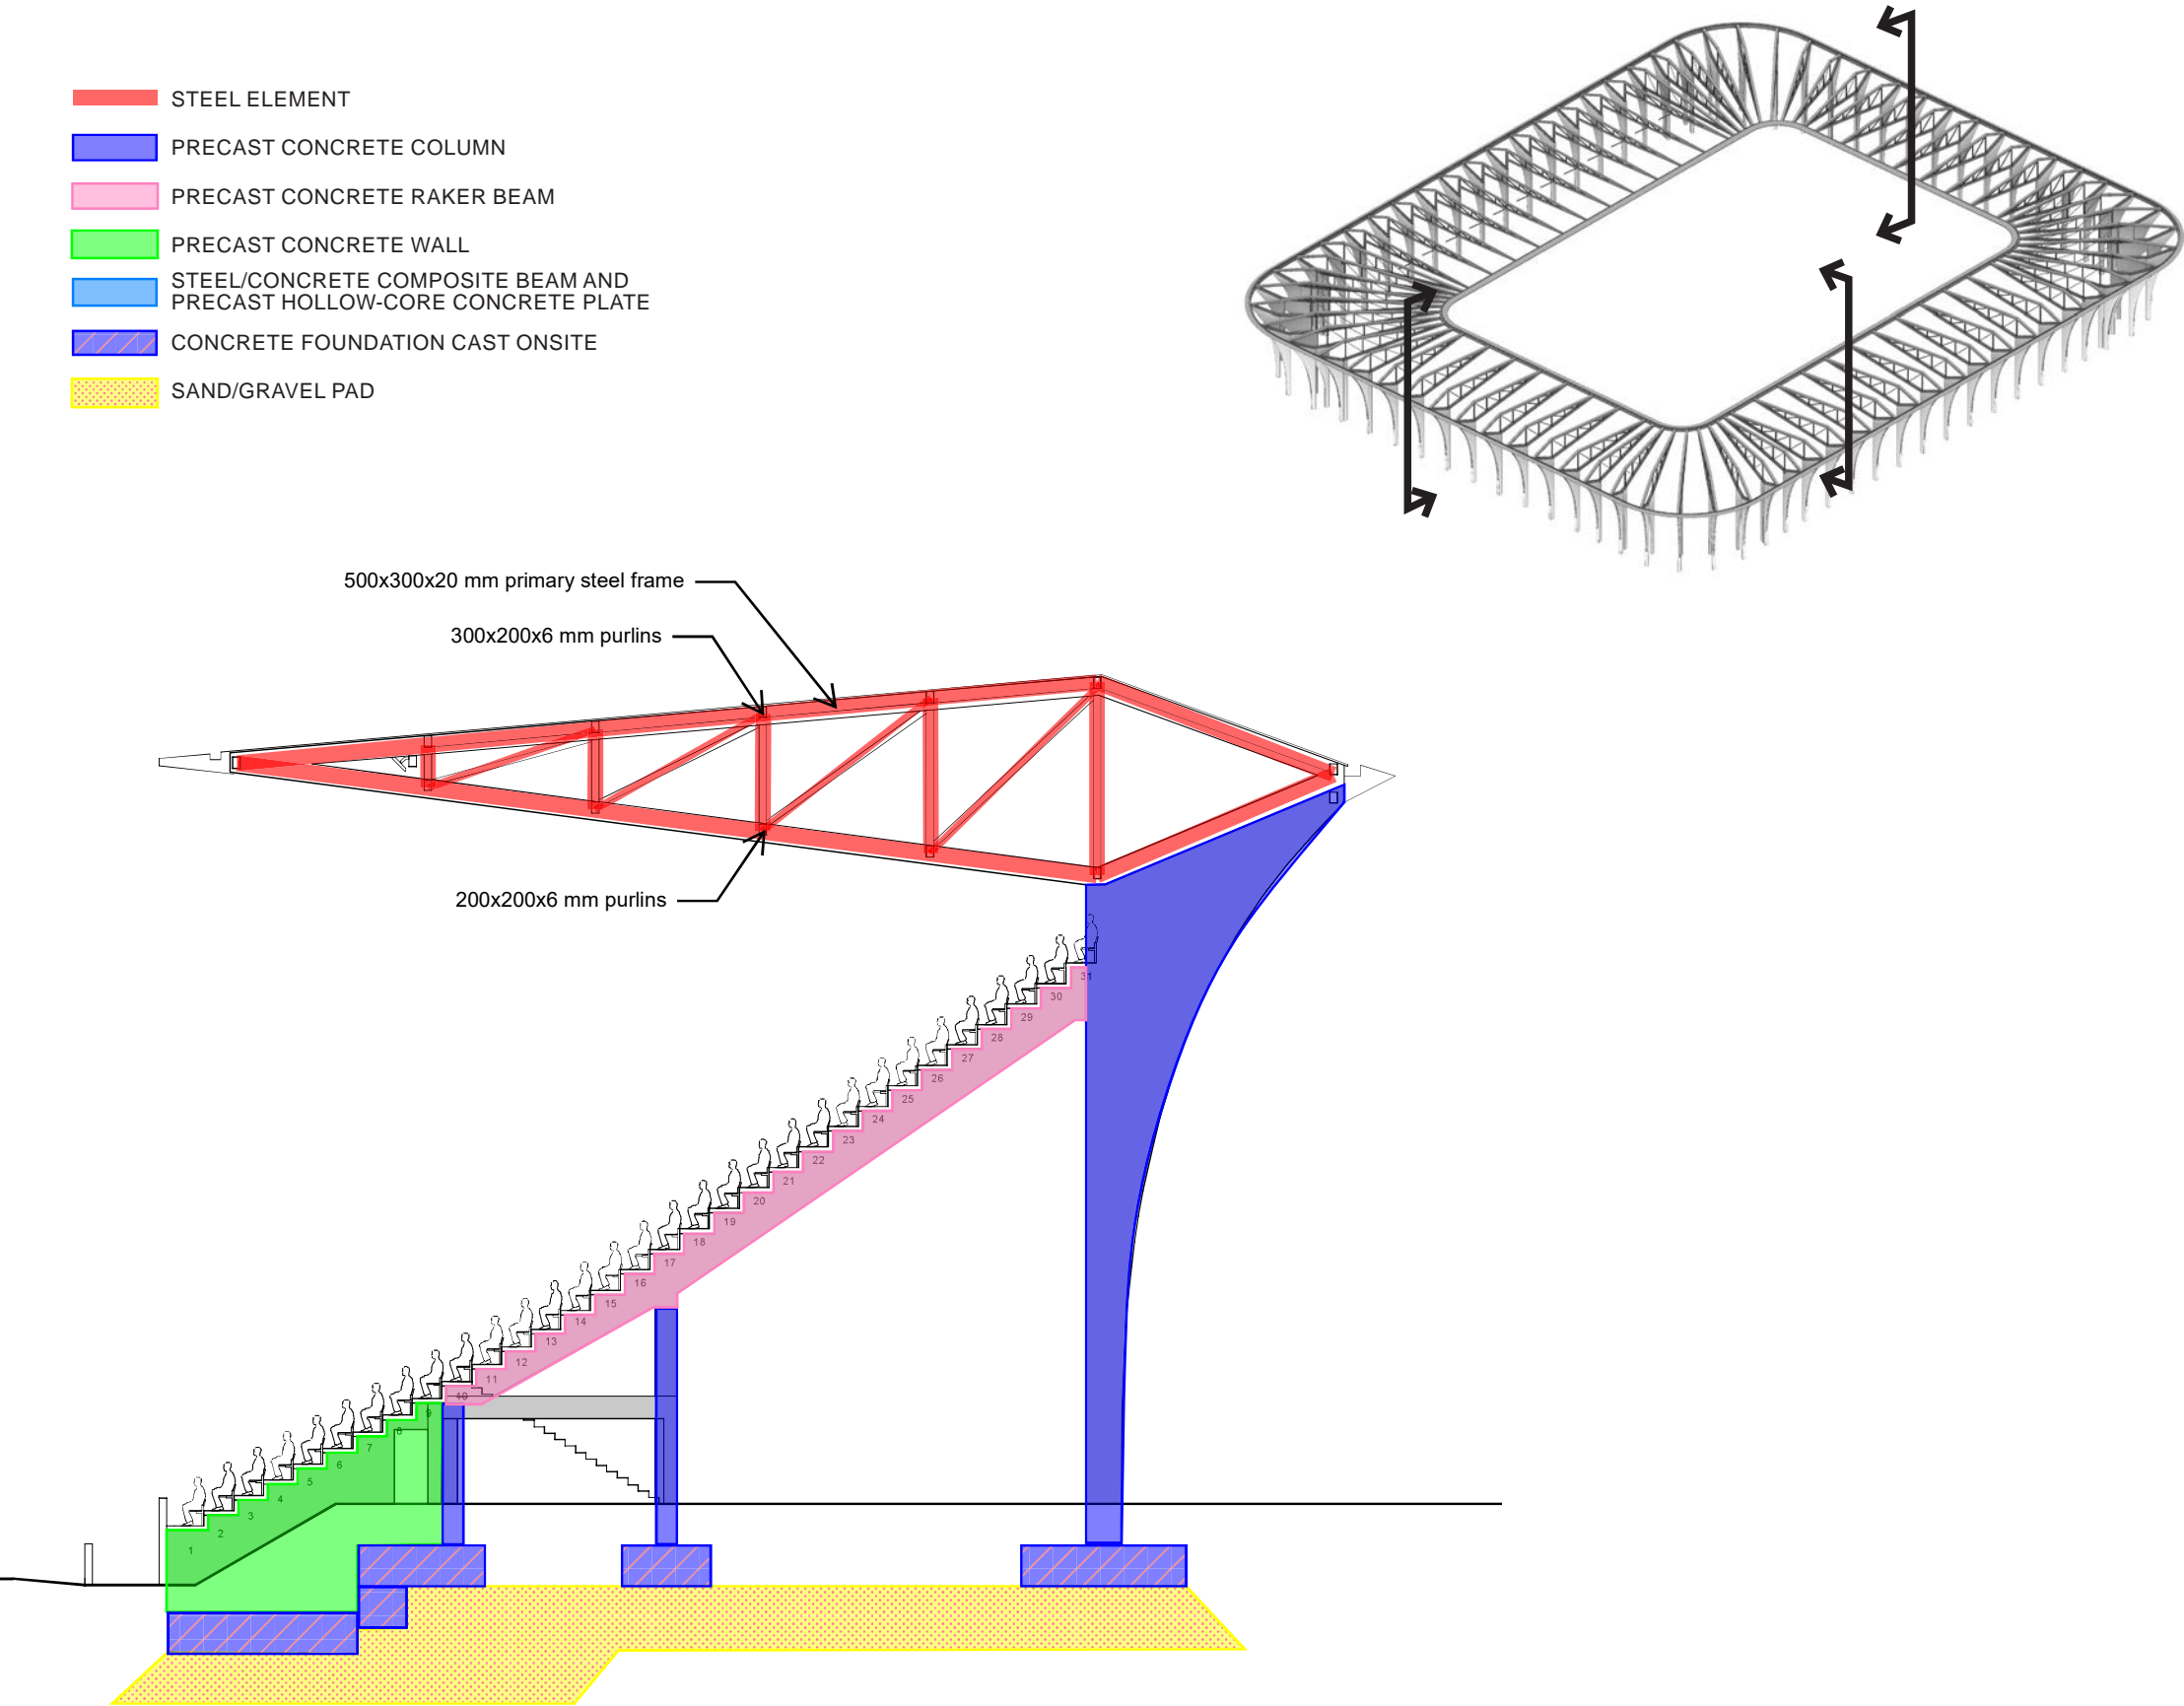 STEEL ELEMENT
PRECAST CONCRETE COLUMN
PRECAST CONCRETE RAKER BEAM
PRECAST CONCRETE WALL
STEEL/CONCRETE COMPOSITE BEAM AND
PRECAST HOLLOW-CORE CONCRETE PLATE
CONCRETE FOUNDATION CAST ONSITE
SAND/GRAVEL PAD
500x300x20 mm primary steel frame
300x200x6 mm purlins
200x200x6 mm purlins
31
30
29
28
27
26
25
24
23
22
21
20
19
18
17
16
15
14
13
12
11
10
9
8
7
6
5
4
3
2
1